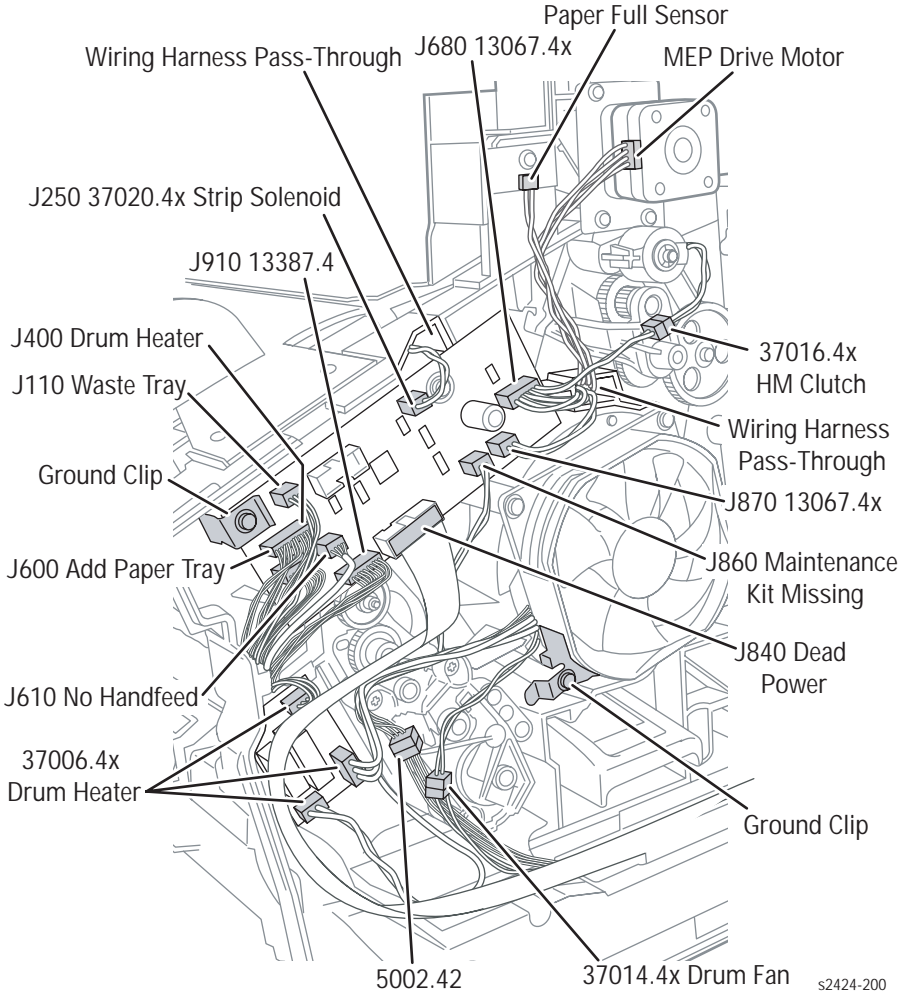 Paper Full Sensor
J680 13067.4x
Wiring Harness Pass-Through
MEP Drive Motor
J250 37020.4x Strip Solenoid
J910 13387.4
J400 Drum Heater
J110 Waste Tray
37016.4x
HM Clutch
Wiring Harness
Pass-Through
Ground Clip
J870 13067.4x
J600 Add Paper Tray
J860 Maintenance
Kit Missing
J840 Dead
Power
J610 No Handfeed
37006.4x
Drum Heater
Ground Clip
5002.42
37014.4x Drum Fan
s2424-200